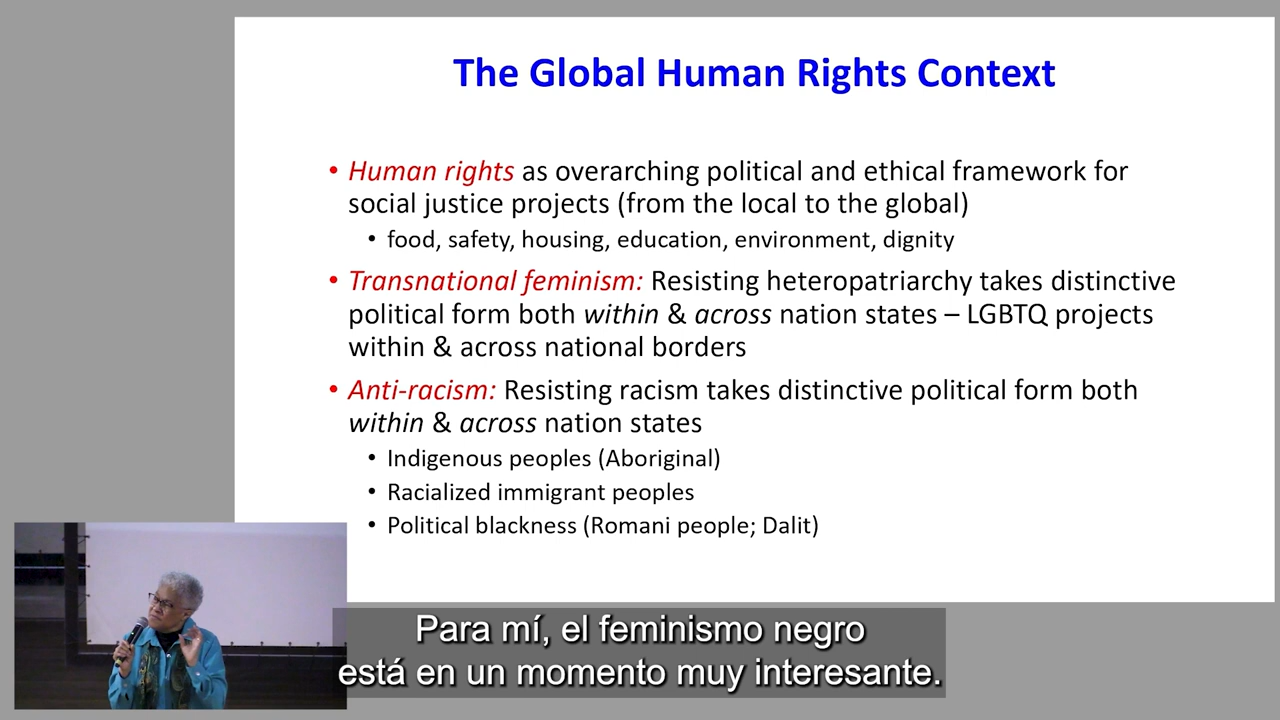 The Global Human Rights Context
• Human rights as overarching political and ethical framework for
social justice projects (from the local to the global)
• food, safety, housing, education, environment, dignity
• Transnational feminism: Resisting heteropatriarchy takes distinctive
political form both within & across nation states – LGBTQ projects
within & across national borders
• Anti-racism: Resisting racism takes distinctive political form both
within & across nation states
• Indigenous peoples (Aboriginal)
• Racialized immigrant peoples
• Political blackness (Romani people; Dalit)
Para mí, el feminismo negro
está en un momento muy interesante.